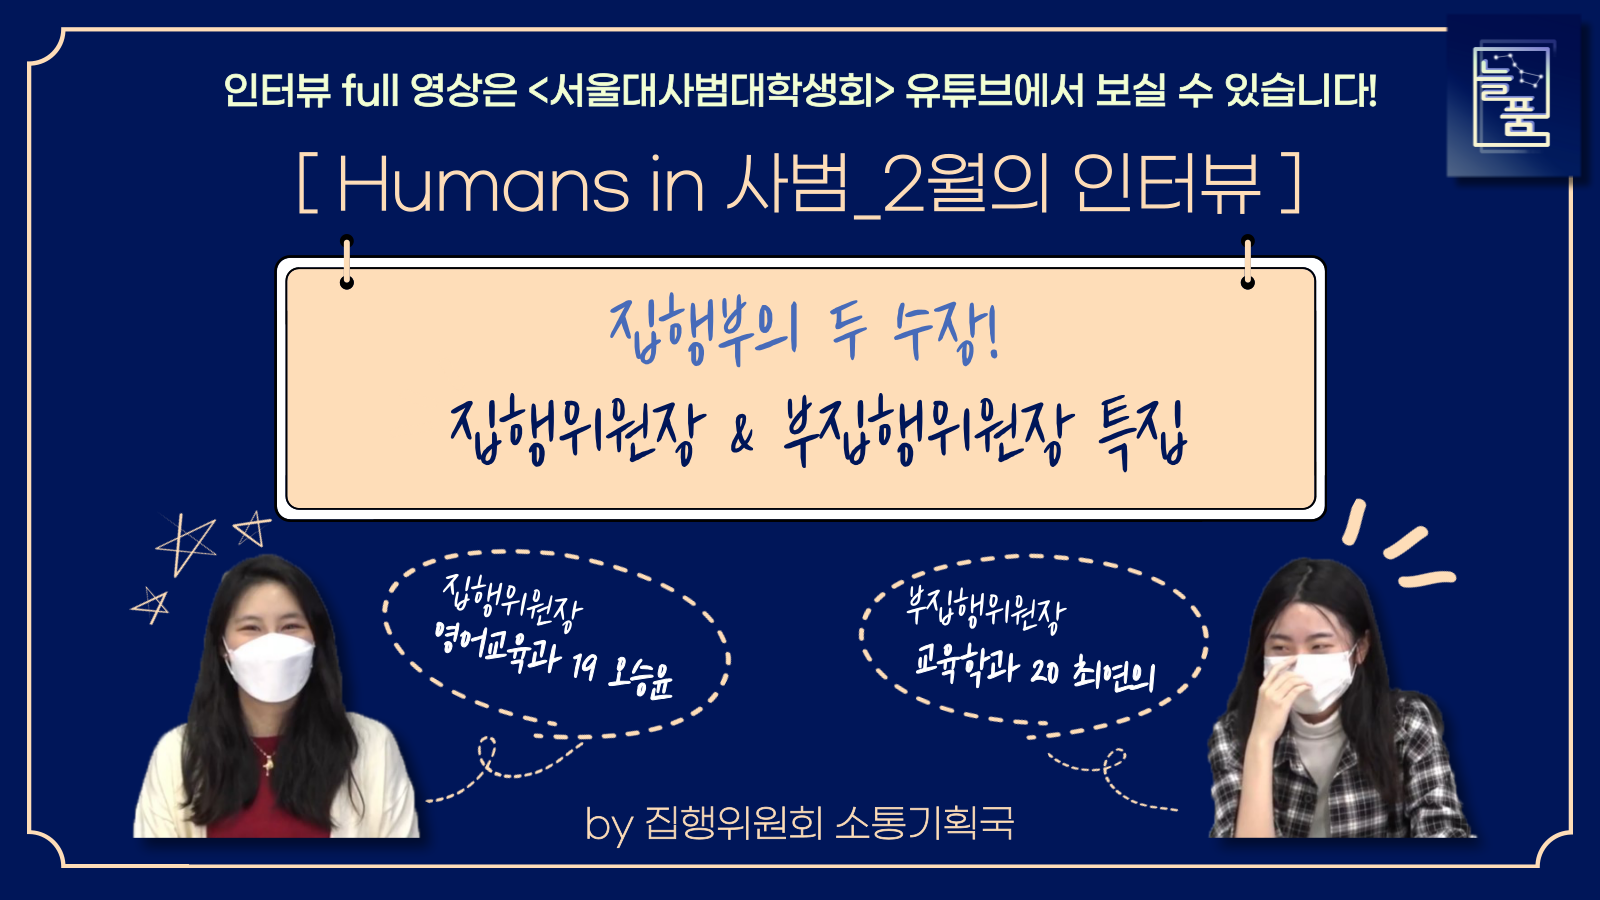 인터뷰 full 영상은 <서울대사범대학생회> 유튜브에서 보실 수 있습니다!
늘
품
[ Humans in 사범_2월의 인터뷰 ]
집행부의 두 수장!
집행위원장 & 부집행위원장 특집
집행위원장
영어교육과 19 오승윤
부집행위원장
교육학과 20 최연의
by 집행위원회 소통기획국